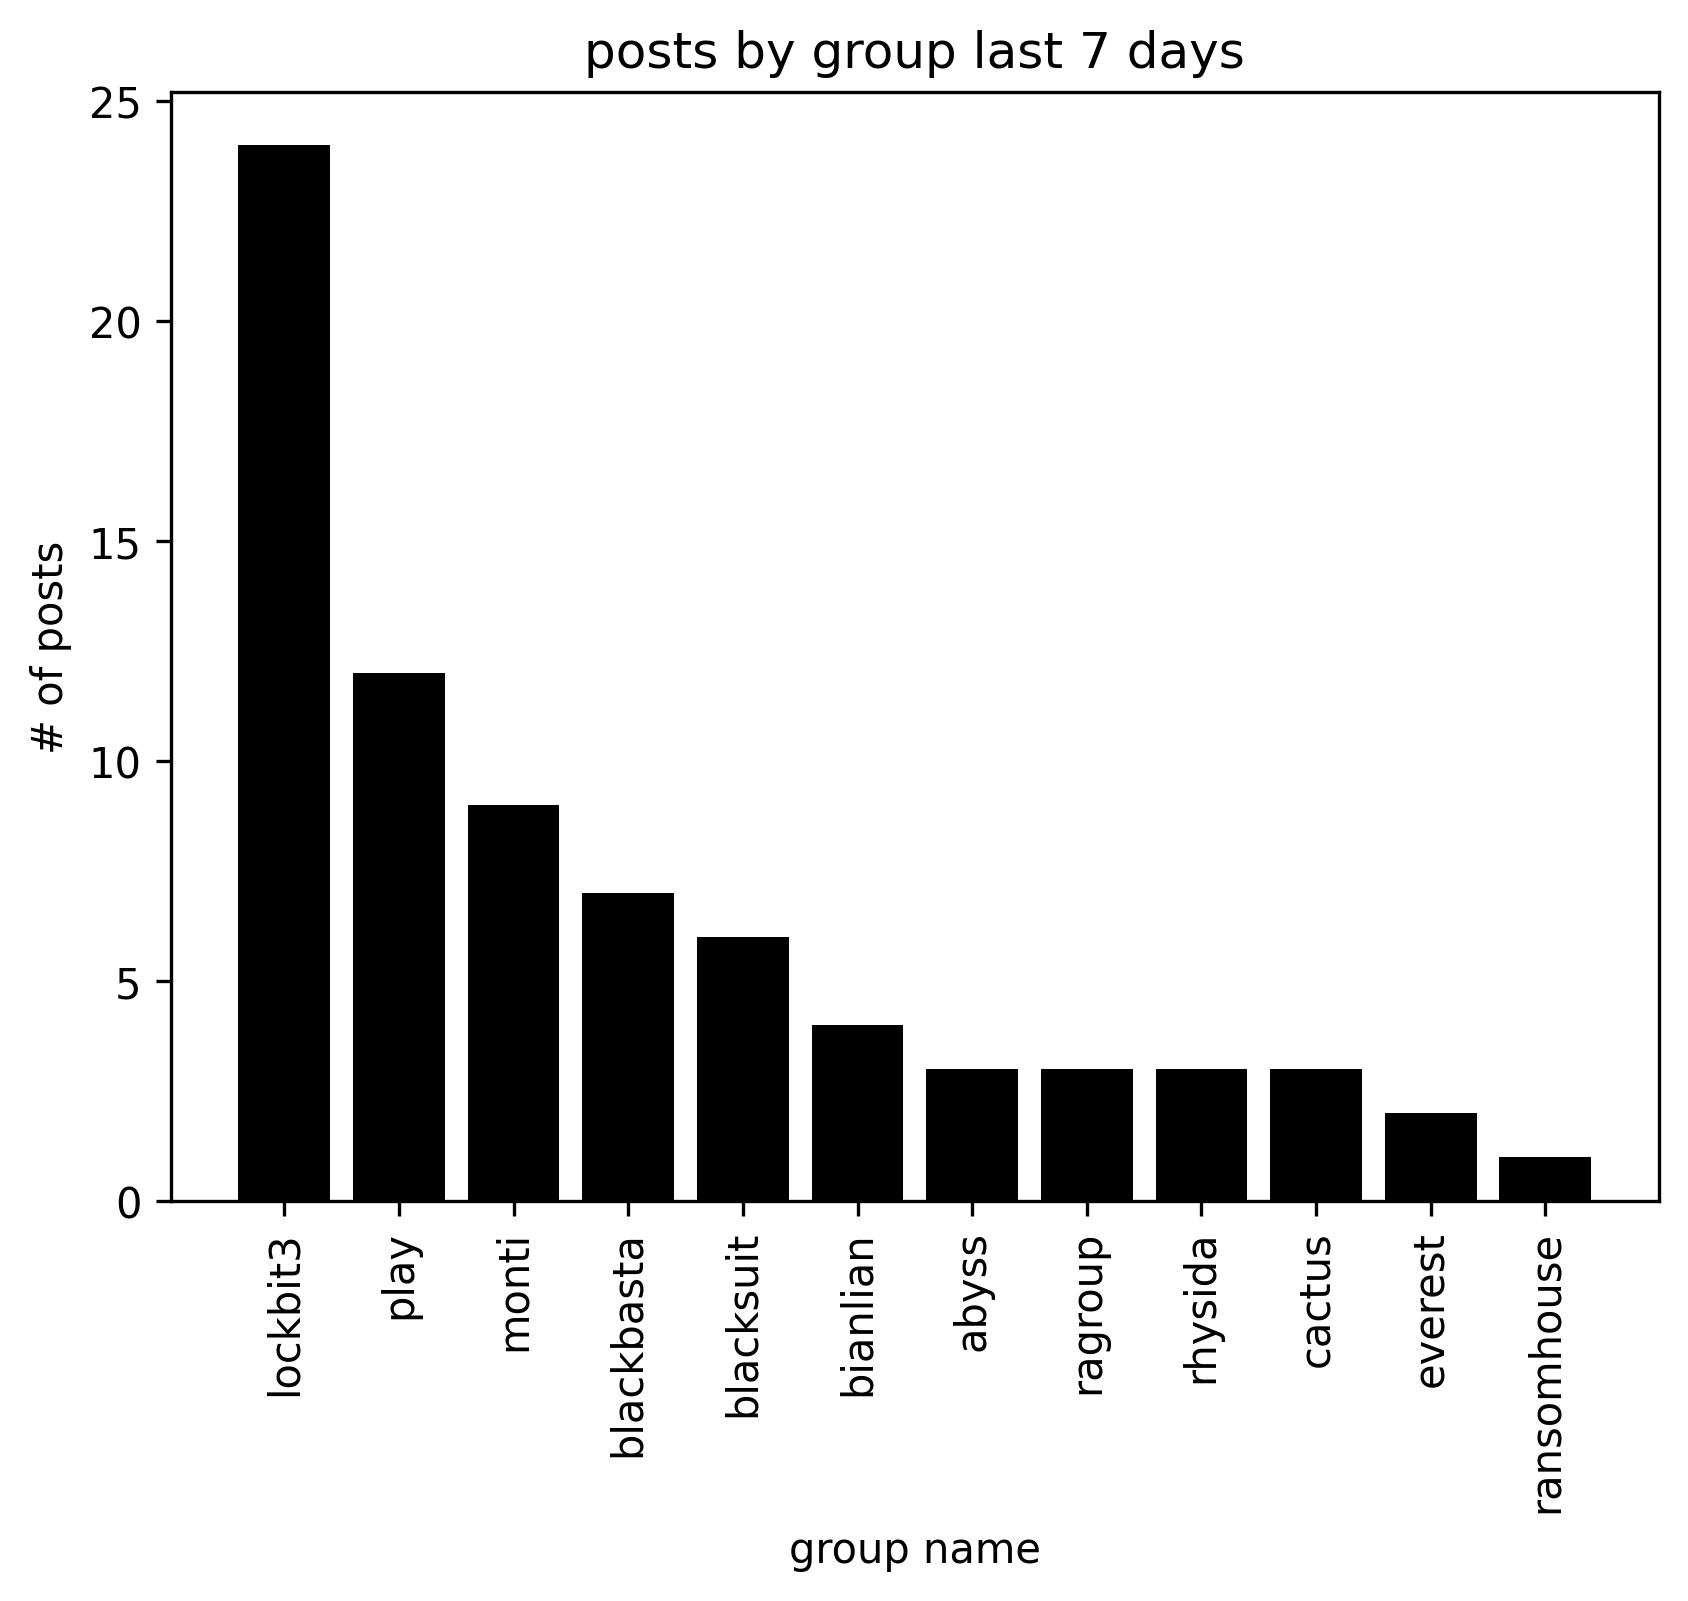 posts by group last 7 days
25
20
15
10
5
0
# of posts
lockbit3
play
monti
blackbasta
blacksuit
bianlian
abyss
ragroup
rhysida
cactus
everest
ransomhouse
group name